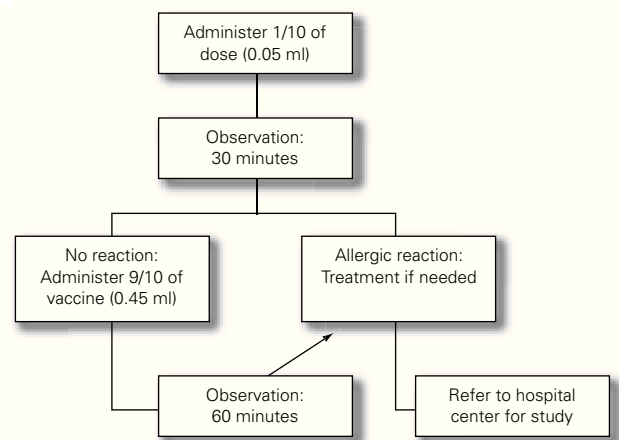 Administer 1/10 of
dose (0.05 ml)
Observation:
30 minutes
No reaction:
Administer 9/10 of
vaccine (0.45 ml)
Allergic reaction:
Treatment if needed
Observation:
60 minutes
Refer to hospital
center for study